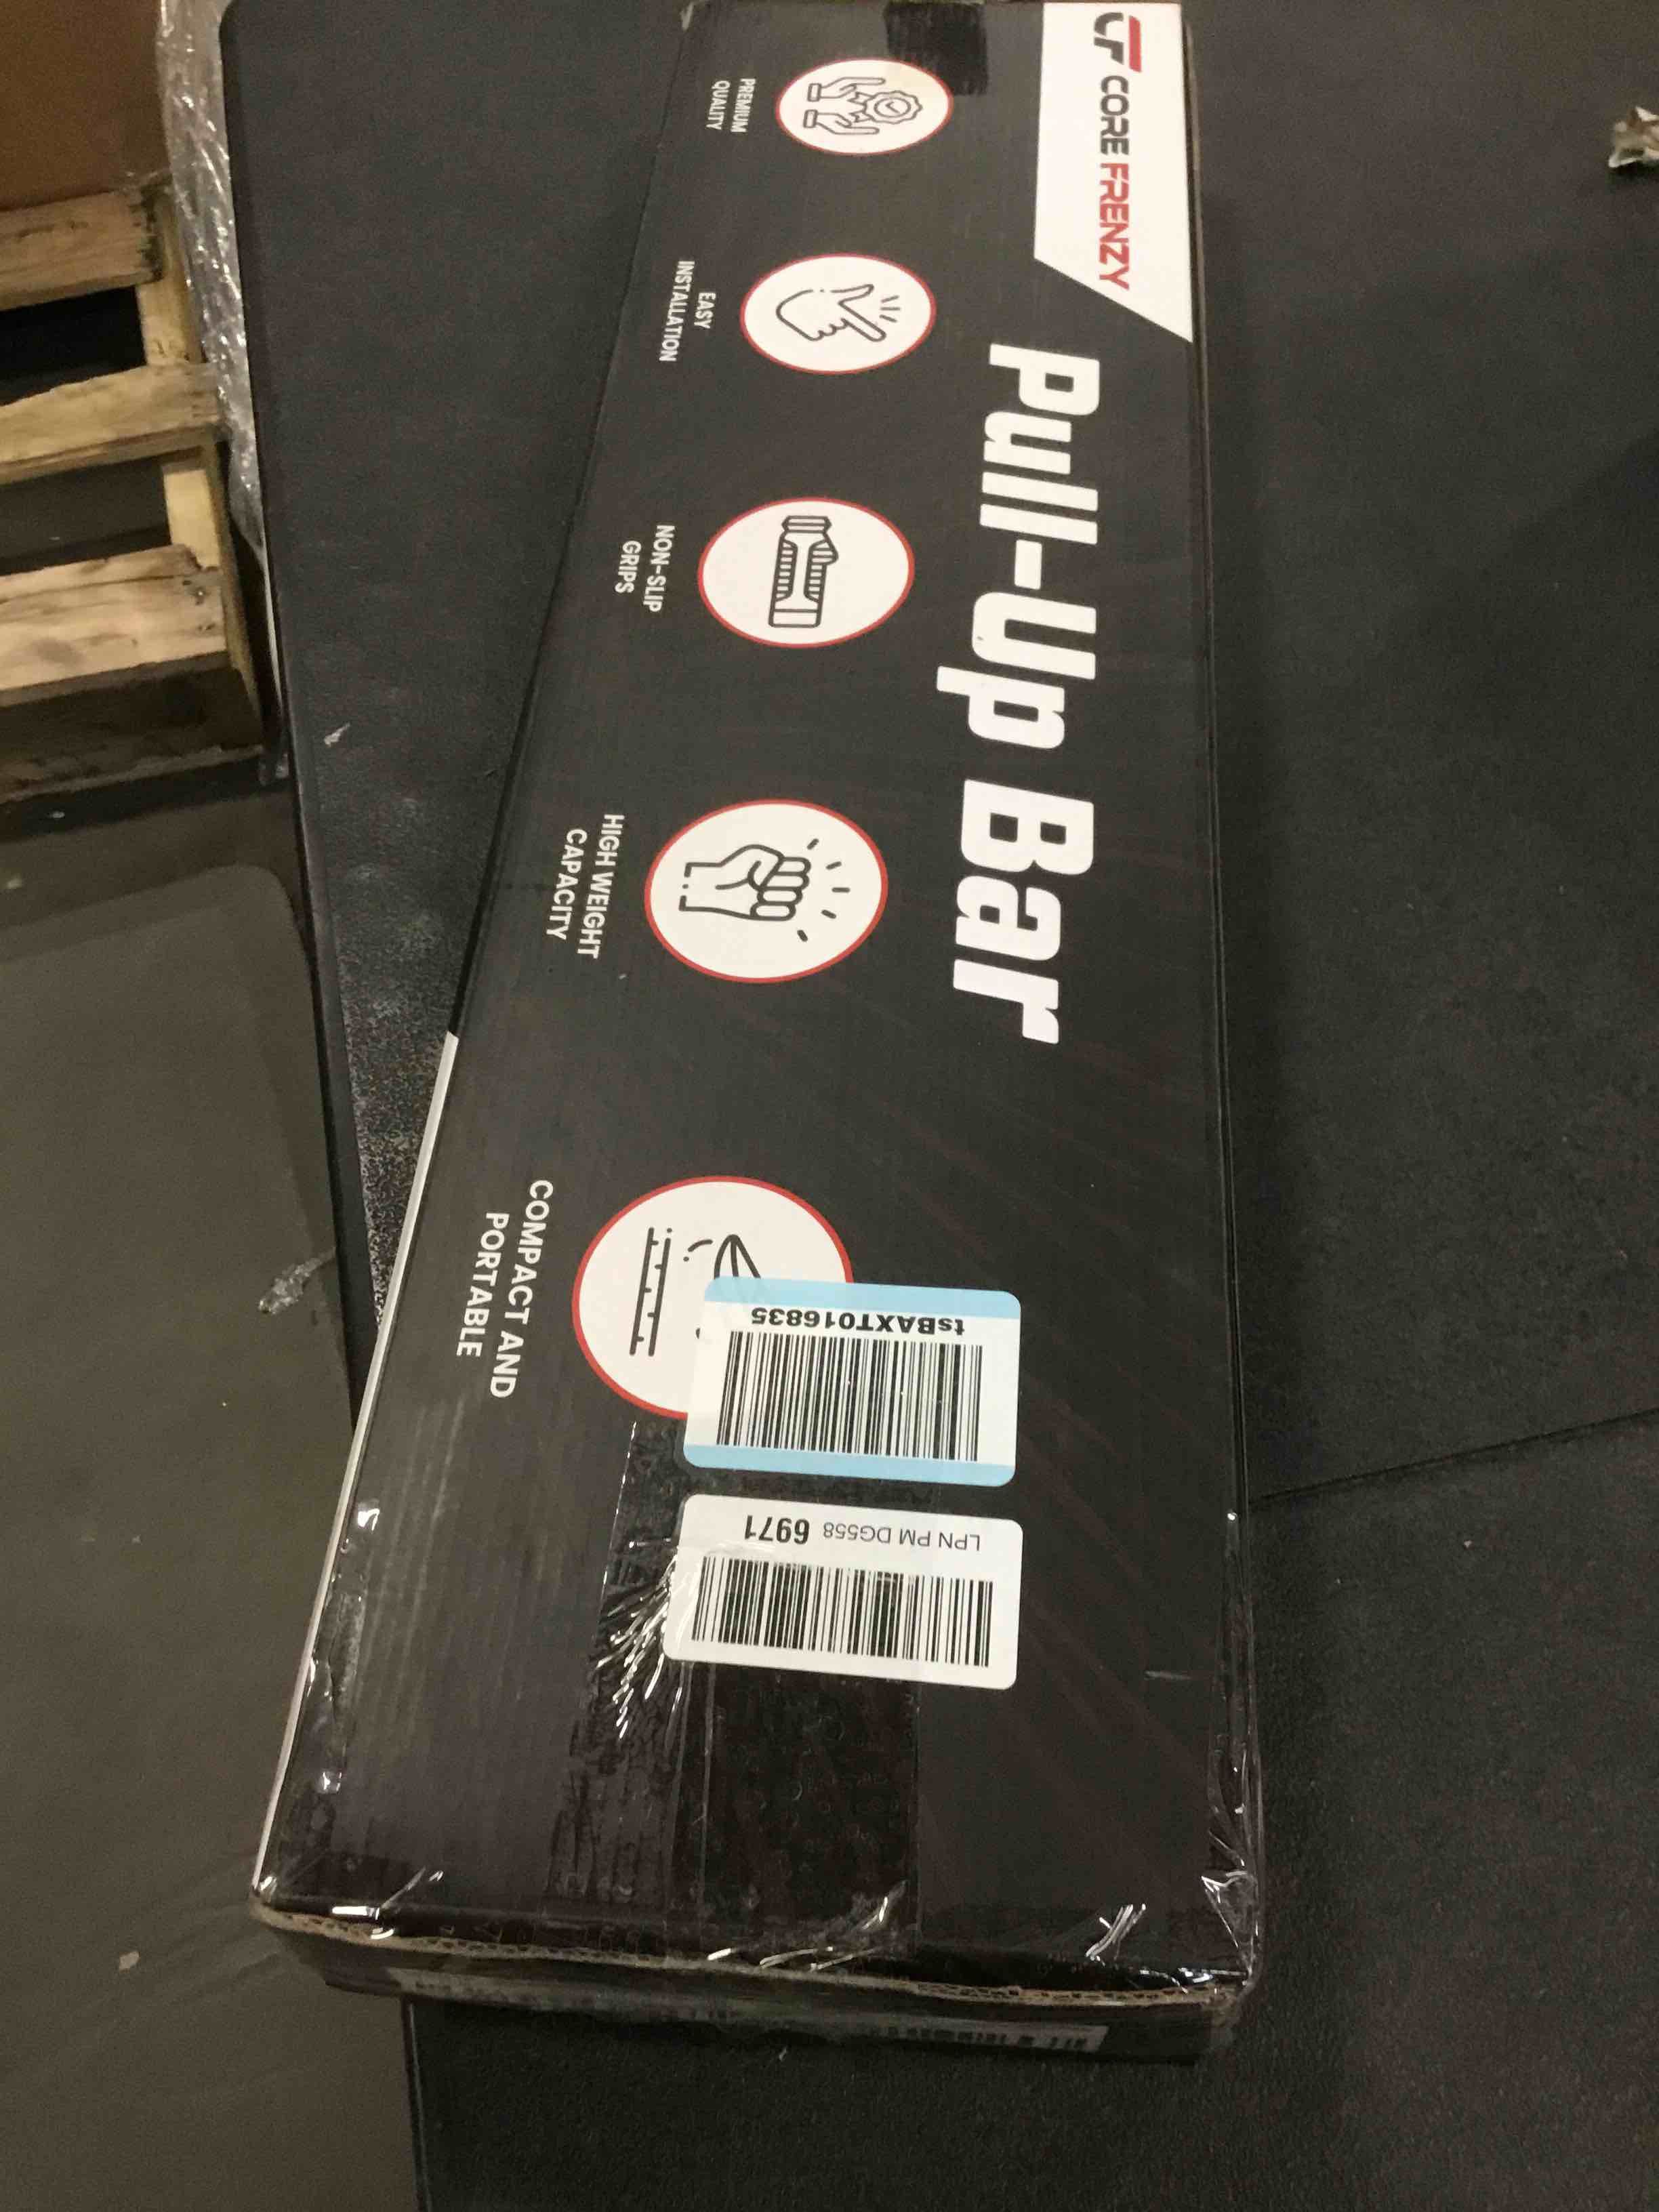 CORE FRENZY
Pull-Up Bar
PREMIUM
QUALITY
EASY
INSTALLATION
NON-SLIP
GRIPS
HIGH WEIGHT
CAPACITY
COMPACT AND
PORTABLE
tsBAXT016835
LPN PM DG558 6971